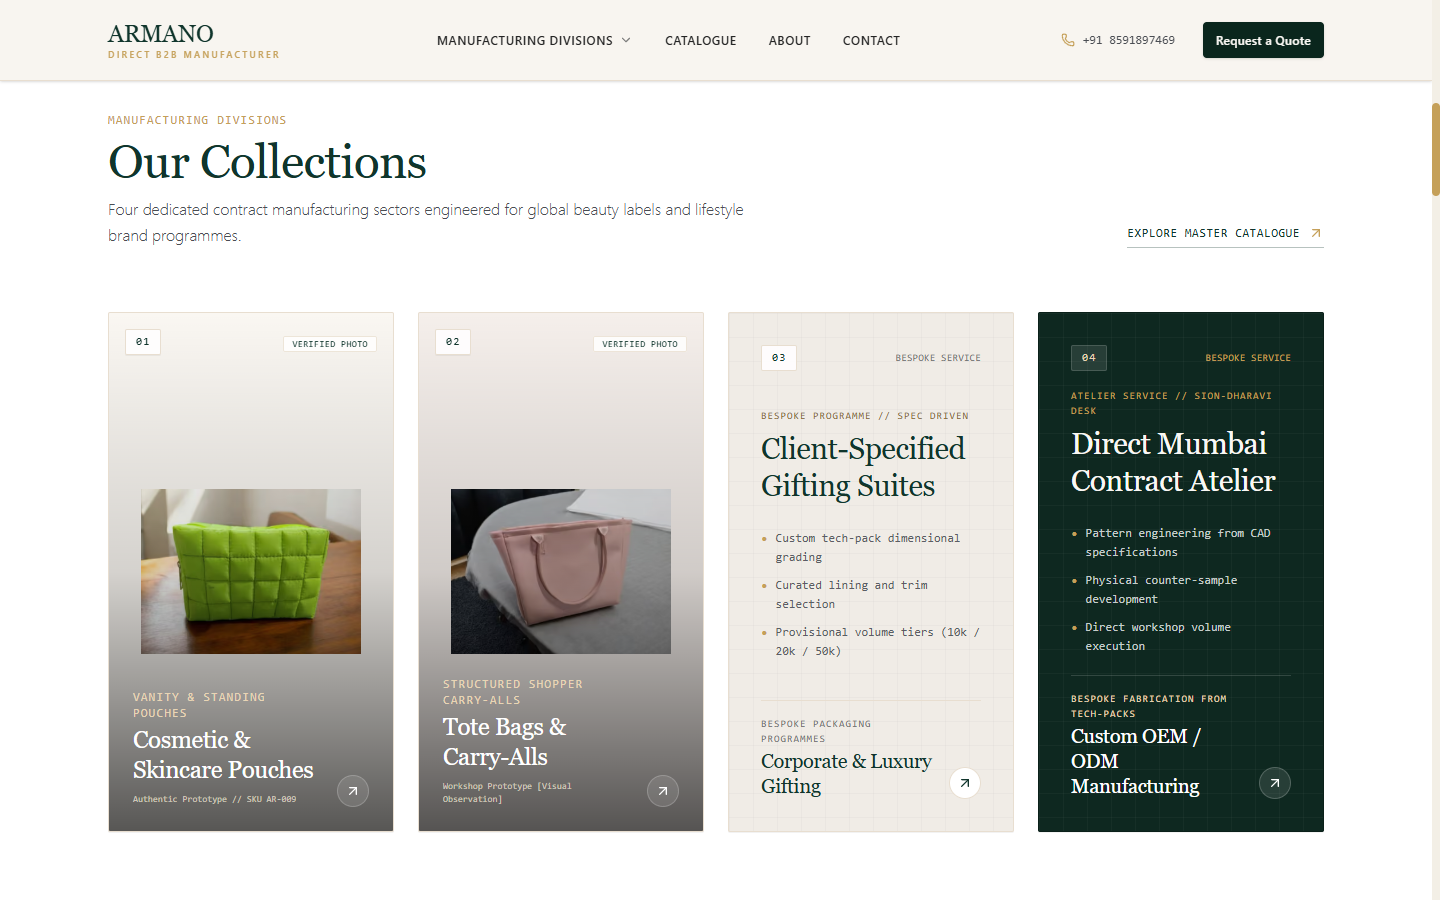 ARMANO
DIRECT B2B MANUFACTURER
MANUFACTURING DIVISIONS
CATALOGUE
ABOUT
CONTACT
+91 8591897469
Request a Quote
MANUFACTURING DIVISIONS
Our Collections
Four dedicated contract manufacturing sectors engineered for global beauty labels and lifestyle
brand programmes.
EXPLORE MASTER CATALOGUE
01
VERIFIED PHOTO
VANITY & STANDING
POUCHES
Cosmetic &
Skincare Pouches
Authentic Prototype // SKU AR-009
02
VERIFIED PHOTO
STRUCTURED SHOPPER
CARRY-ALLS
Tote Bags &
Carry-Alls
Workshop Prototype [Visual
Observation]
03
BESPOKE SERVICE
BESPOKE PROGRAMME // SPEC DRIVEN
Client-Specified
Gifting Suites
Custom tech-pack dimensional
grading
Curated lining and trim
selection
Provisional volume tiers (10k /
20k / 50k)
BESPOKE PACKAGING
PROGRAMMES
Corporate & Luxury
Gifting
04
BESPOKE SERVICE
ATELIER SERVICE // SION-DHARAVI
DESK
Direct Mumbai
Contract Atelier
Pattern engineering from CAD
specifications
Physical counter-sample
development
Direct workshop volume
execution
BESPOKE FABRICATION FROM
TECH-PACKS
Custom OEM /
ODM
Manufacturing